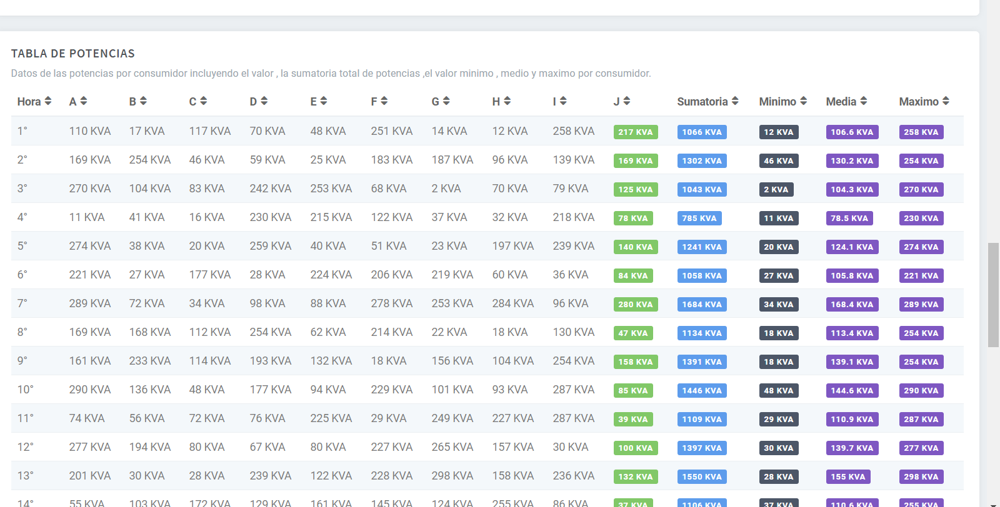 TABLA DE POTENCIAS
Datos de las potencias por consumidor incluyendo el valor , la sumatoria total de potencias ,el valor minimo , medio y maximo por consumidor.
Hora A B C D E F G H I J Sumatoria Minimo Media Maximo
1° 110 KVA 17 KVA 117 KVA 70 KVA 48 KVA 251 KVA 14 KVA 12 KVA 258 KVA 217 KVA 1066 KVA 12 KVA 106.6 KVA 258 KVA
2° 169 KVA 254 KVA 46 KVA 59 KVA 25 KVA 183 KVA 187 KVA 96 KVA 139 KVA 169 KVA 1302 KVA 46 KVA 130.2 KVA 254 KVA
3° 270 KVA 104 KVA 83 KVA 242 KVA 253 KVA 68 KVA 2 KVA 70 KVA 79 KVA 125 KVA 1043 KVA 2 KVA 104.3 KVA 270 KVA
4° 11 KVA 41 KVA 16 KVA 230 KVA 215 KVA 122 KVA 37 KVA 32 KVA 218 KVA 78 KVA 785 KVA 11 KVA 78.5 KVA 230 KVA
5° 274 KVA 38 KVA 20 KVA 259 KVA 40 KVA 51 KVA 23 KVA 197 KVA 239 KVA 140 KVA 1241 KVA 20 KVA 124.1 KVA 274 KVA
6° 221 KVA 27 KVA 177 KVA 28 KVA 224 KVA 206 KVA 219 KVA 60 KVA 36 KVA 84 KVA 1058 KVA 27 KVA 105.8 KVA 221 KVA
7° 289 KVA 72 KVA 34 KVA 98 KVA 88 KVA 278 KVA 253 KVA 284 KVA 96 KVA 280 KVA 1684 KVA 34 KVA 168.4 KVA 289 KVA
8° 169 KVA 168 KVA 112 KVA 254 KVA 62 KVA 214 KVA 22 KVA 18 KVA 130 KVA 47 KVA 1134 KVA 18 KVA 113.4 KVA 254 KVA
9° 161 KVA 233 KVA 114 KVA 193 KVA 132 KVA 18 KVA 156 KVA 104 KVA 254 KVA 158 KVA 1391 KVA 18 KVA 139.1 KVA 254 KVA
10° 290 KVA 136 KVA 48 KVA 177 KVA 94 KVA 229 KVA 101 KVA 93 KVA 287 KVA 85 KVA 1446 KVA 48 KVA 144.6 KVA 290 KVA
11° 74 KVA 56 KVA 72 KVA 76 KVA 225 KVA 29 KVA 249 KVA 227 KVA 287 KVA 39 KVA 1109 KVA 29 KVA 110.9 KVA 287 KVA
12° 277 KVA 194 KVA 80 KVA 67 KVA 80 KVA 227 KVA 265 KVA 157 KVA 30 KVA 100 KVA 1397 KVA 30 KVA 139.7 KVA 277 KVA
13° 201 KVA 30 KVA 28 KVA 239 KVA 122 KVA 228 KVA 298 KVA 158 KVA 236 KVA 132 KVA 1550 KVA 28 KVA 155 KVA 298 KVA
14° 55 KVA 103 KVA 172 KVA 129 KVA 161 KVA 145 KVA 124 KVA 255 KVA 86 KVA 37 KVA 1106 KVA 37 KVA 110.6 KVA 255 KVA